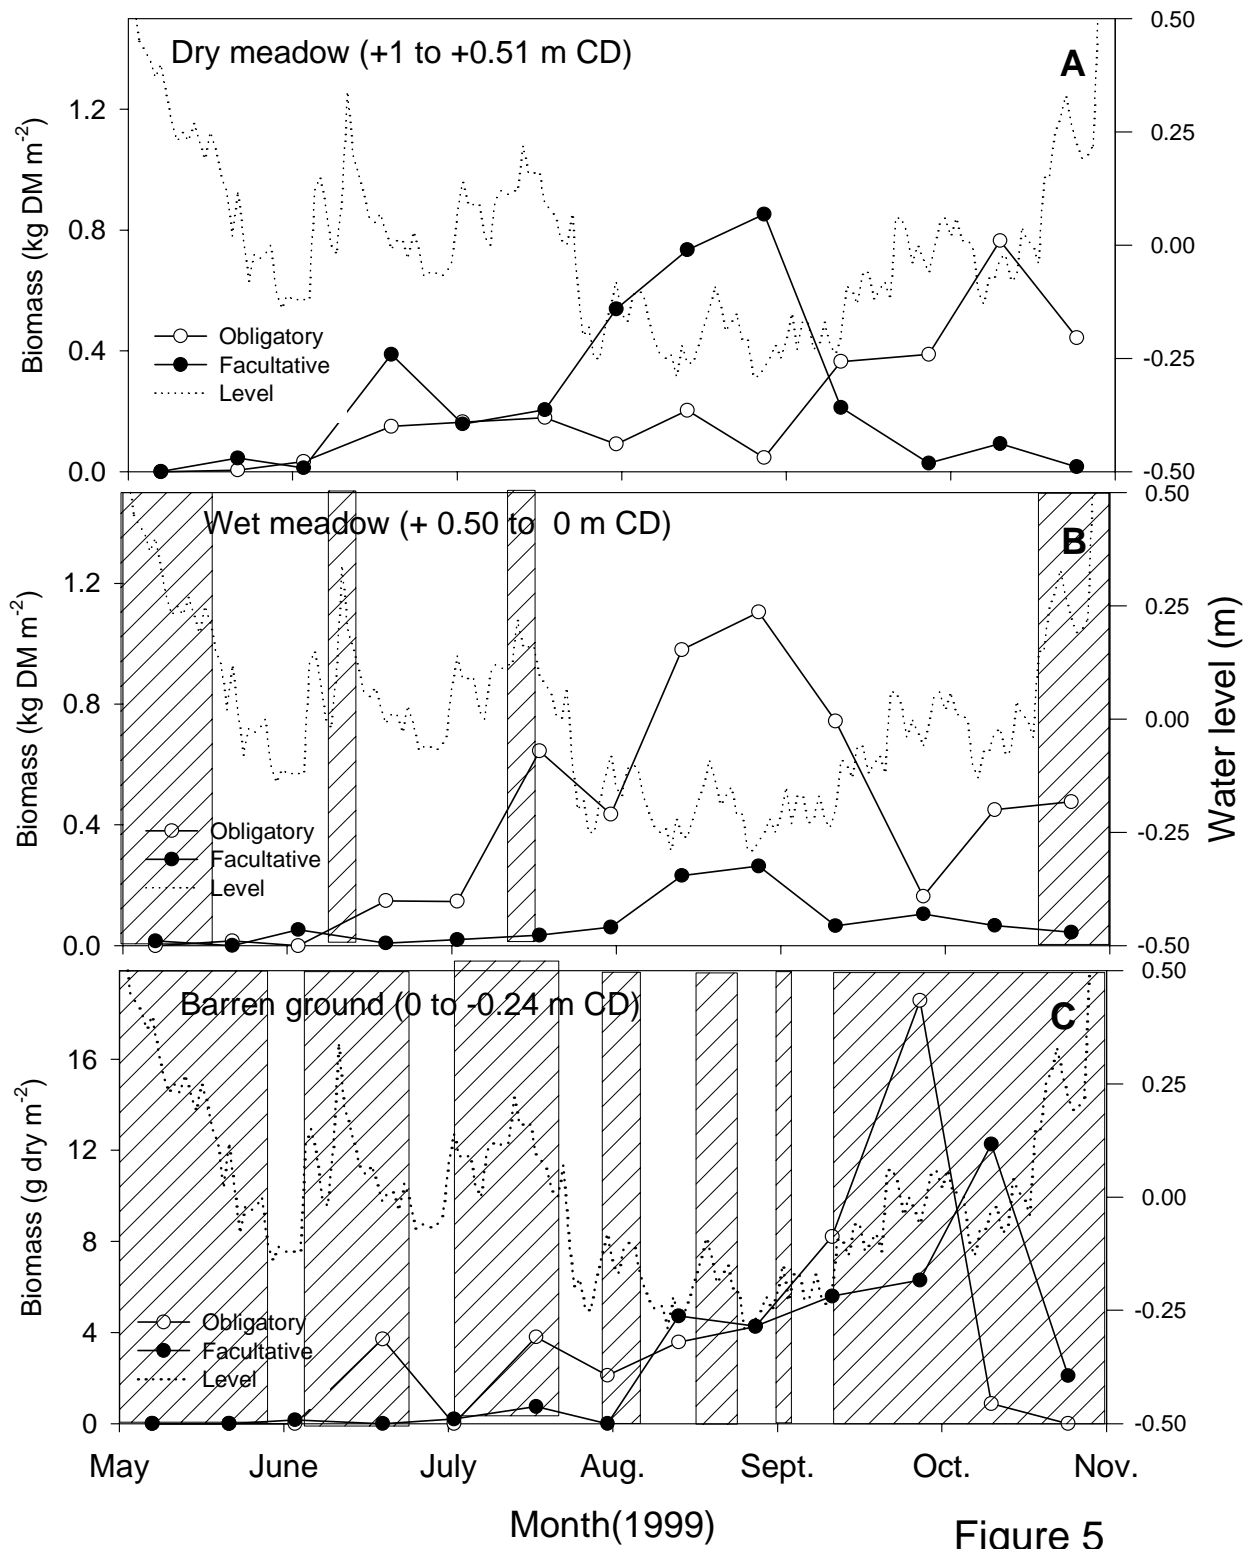 Dry meadow (+1 to +0.51 m CD)
A
Biomass (kg DM m-2)
1.2
0.8
0.4
0.0
0.50
0.25
0.00
-0.25
-0.50
Obligatory
Facultative
Level
Wet meadow (+ 0.50 to 0 m CD)
B
Biomass (kg DM m-2)
1.2
0.8
0.4
0.0
0.50
0.25
0.00
-0.25
-0.50
Water level (m)
Obligatory
Facultative
Level
Barren ground (0 to -0.24 m CD)
C
Biomass (g dry m-2)
16
12
8
4
0
0.50
0.25
0.00
-0.25
-0.50
Obligatory
Facultative
Level
May June July Aug. Sept. Oct. Nov.
Month(1999)
Figure 5